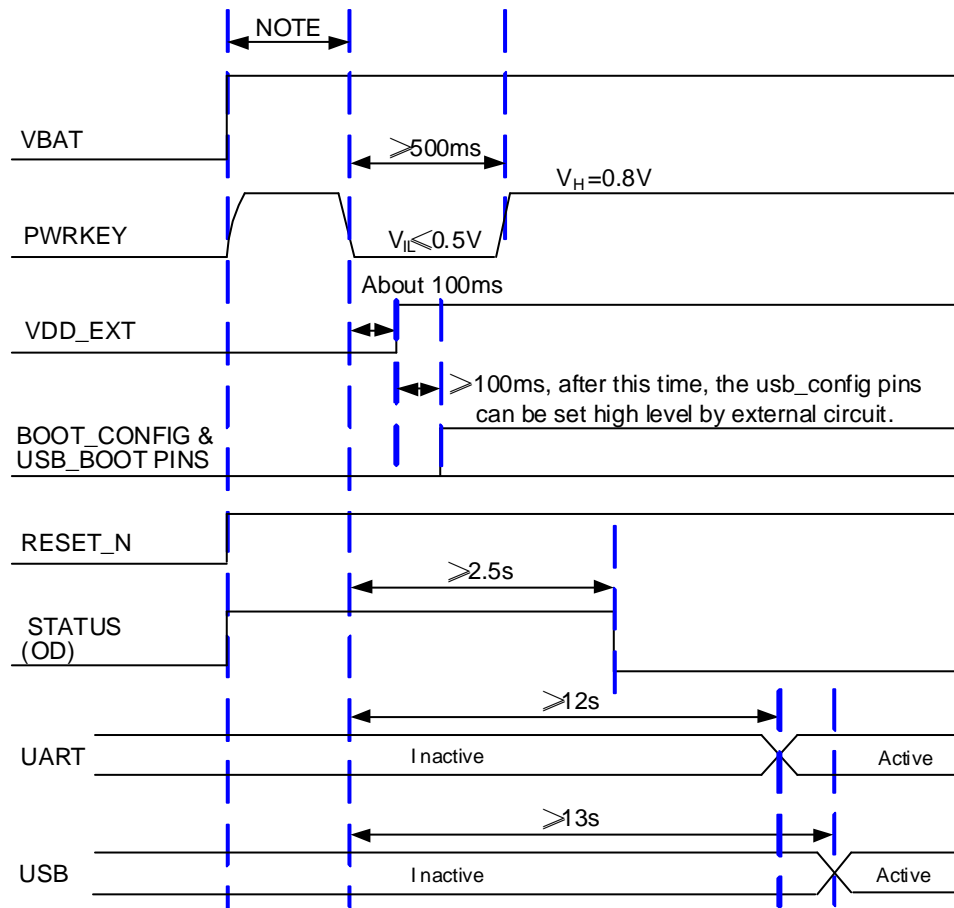 NOTE
VBAT
⩾500ms
VH=0.8V
PWRKEY
VIL⩽0.5V
About 100ms
VDD_EXT
⩾100ms, after this time, the usb_config pins
can be set high level by external circuit.
BOOT_CONFIG &
USB_BOOT PINS
RESET_N
⩾2.5s
STATUS
(OD)
⩾12s
UART
Inactive
Active
⩾13s
USB
Inactive
Active